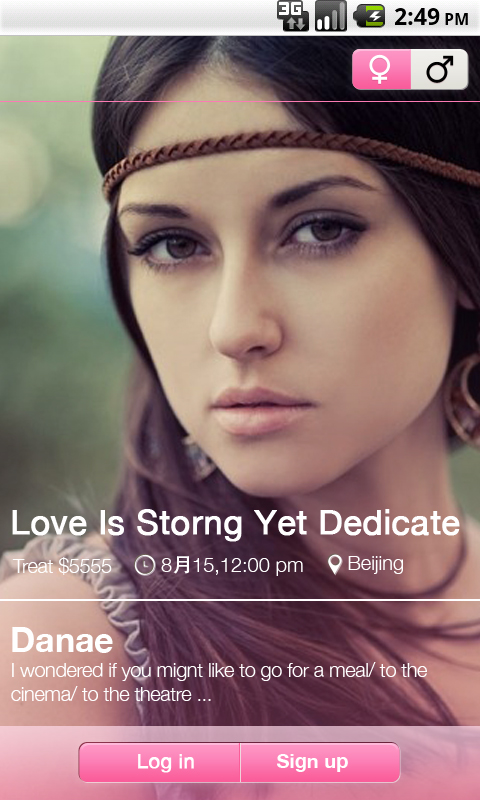 3G
2:49 PM
Love Is Storng Yet Dedicate
Treat $5555 8月15,12:00 pm Beijing
Danae
I wondered if you mignt like to go for a meal/ to the
cinema/ to the theatre ...
Log in Sign up